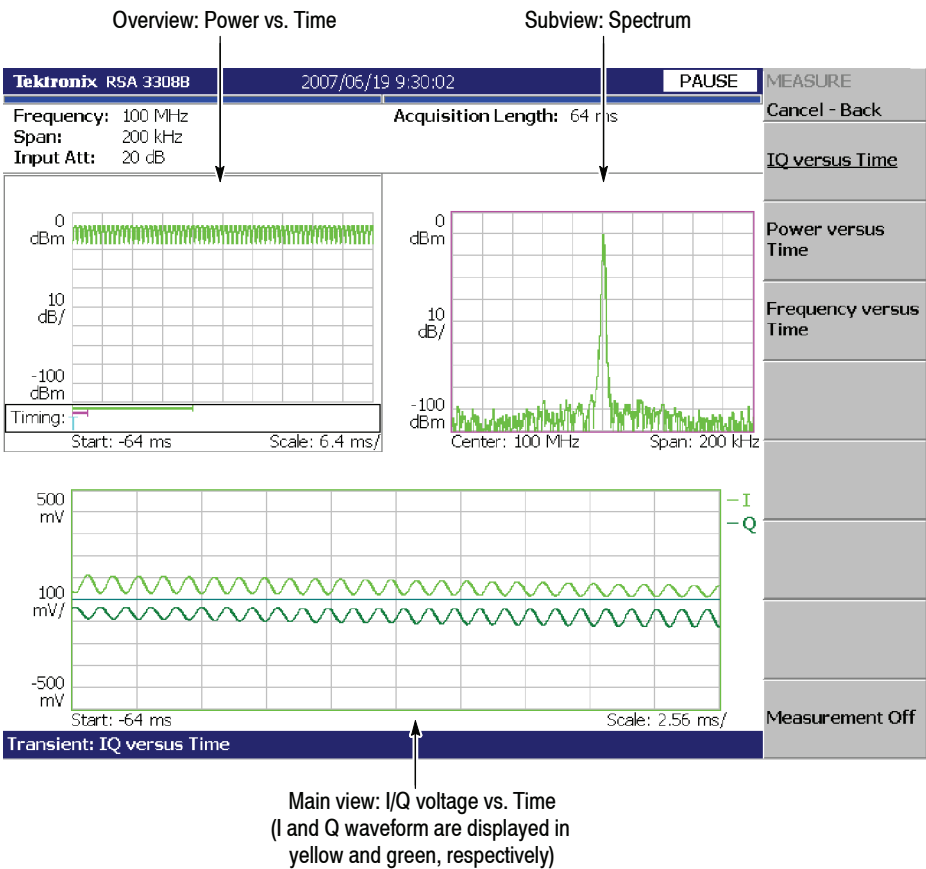 Overview: Power vs. Time
Subview: Spectrum
Tektronix RSA 3308B
2007/06/19 9:30:02
PAUSE
MEASURE
Cancel - Back
Frequency: 100 MHz
Acquisition Length: 64 ms
Span: 200 kHz
Input Att: 20 dB
IQ versus Time
Power versus
Time
Frequency versus
Time
Measurement Off
0
dBm
10
dB/
-100
dBm
Timing:
Start: -64 ms
Scale: 6.4 ms/
0
dBm
10
dB/
-100
dBm
Center: 100 MHz
Span: 200 kHz
500
mV
100
mV/
-500
mV
I
Q
Start: -64 ms
Scale: 2.56 ms/
Transient: IQ versus Time
Main view: I/Q voltage vs. Time
(I and Q waveform are displayed in
yellow and green, respectively)